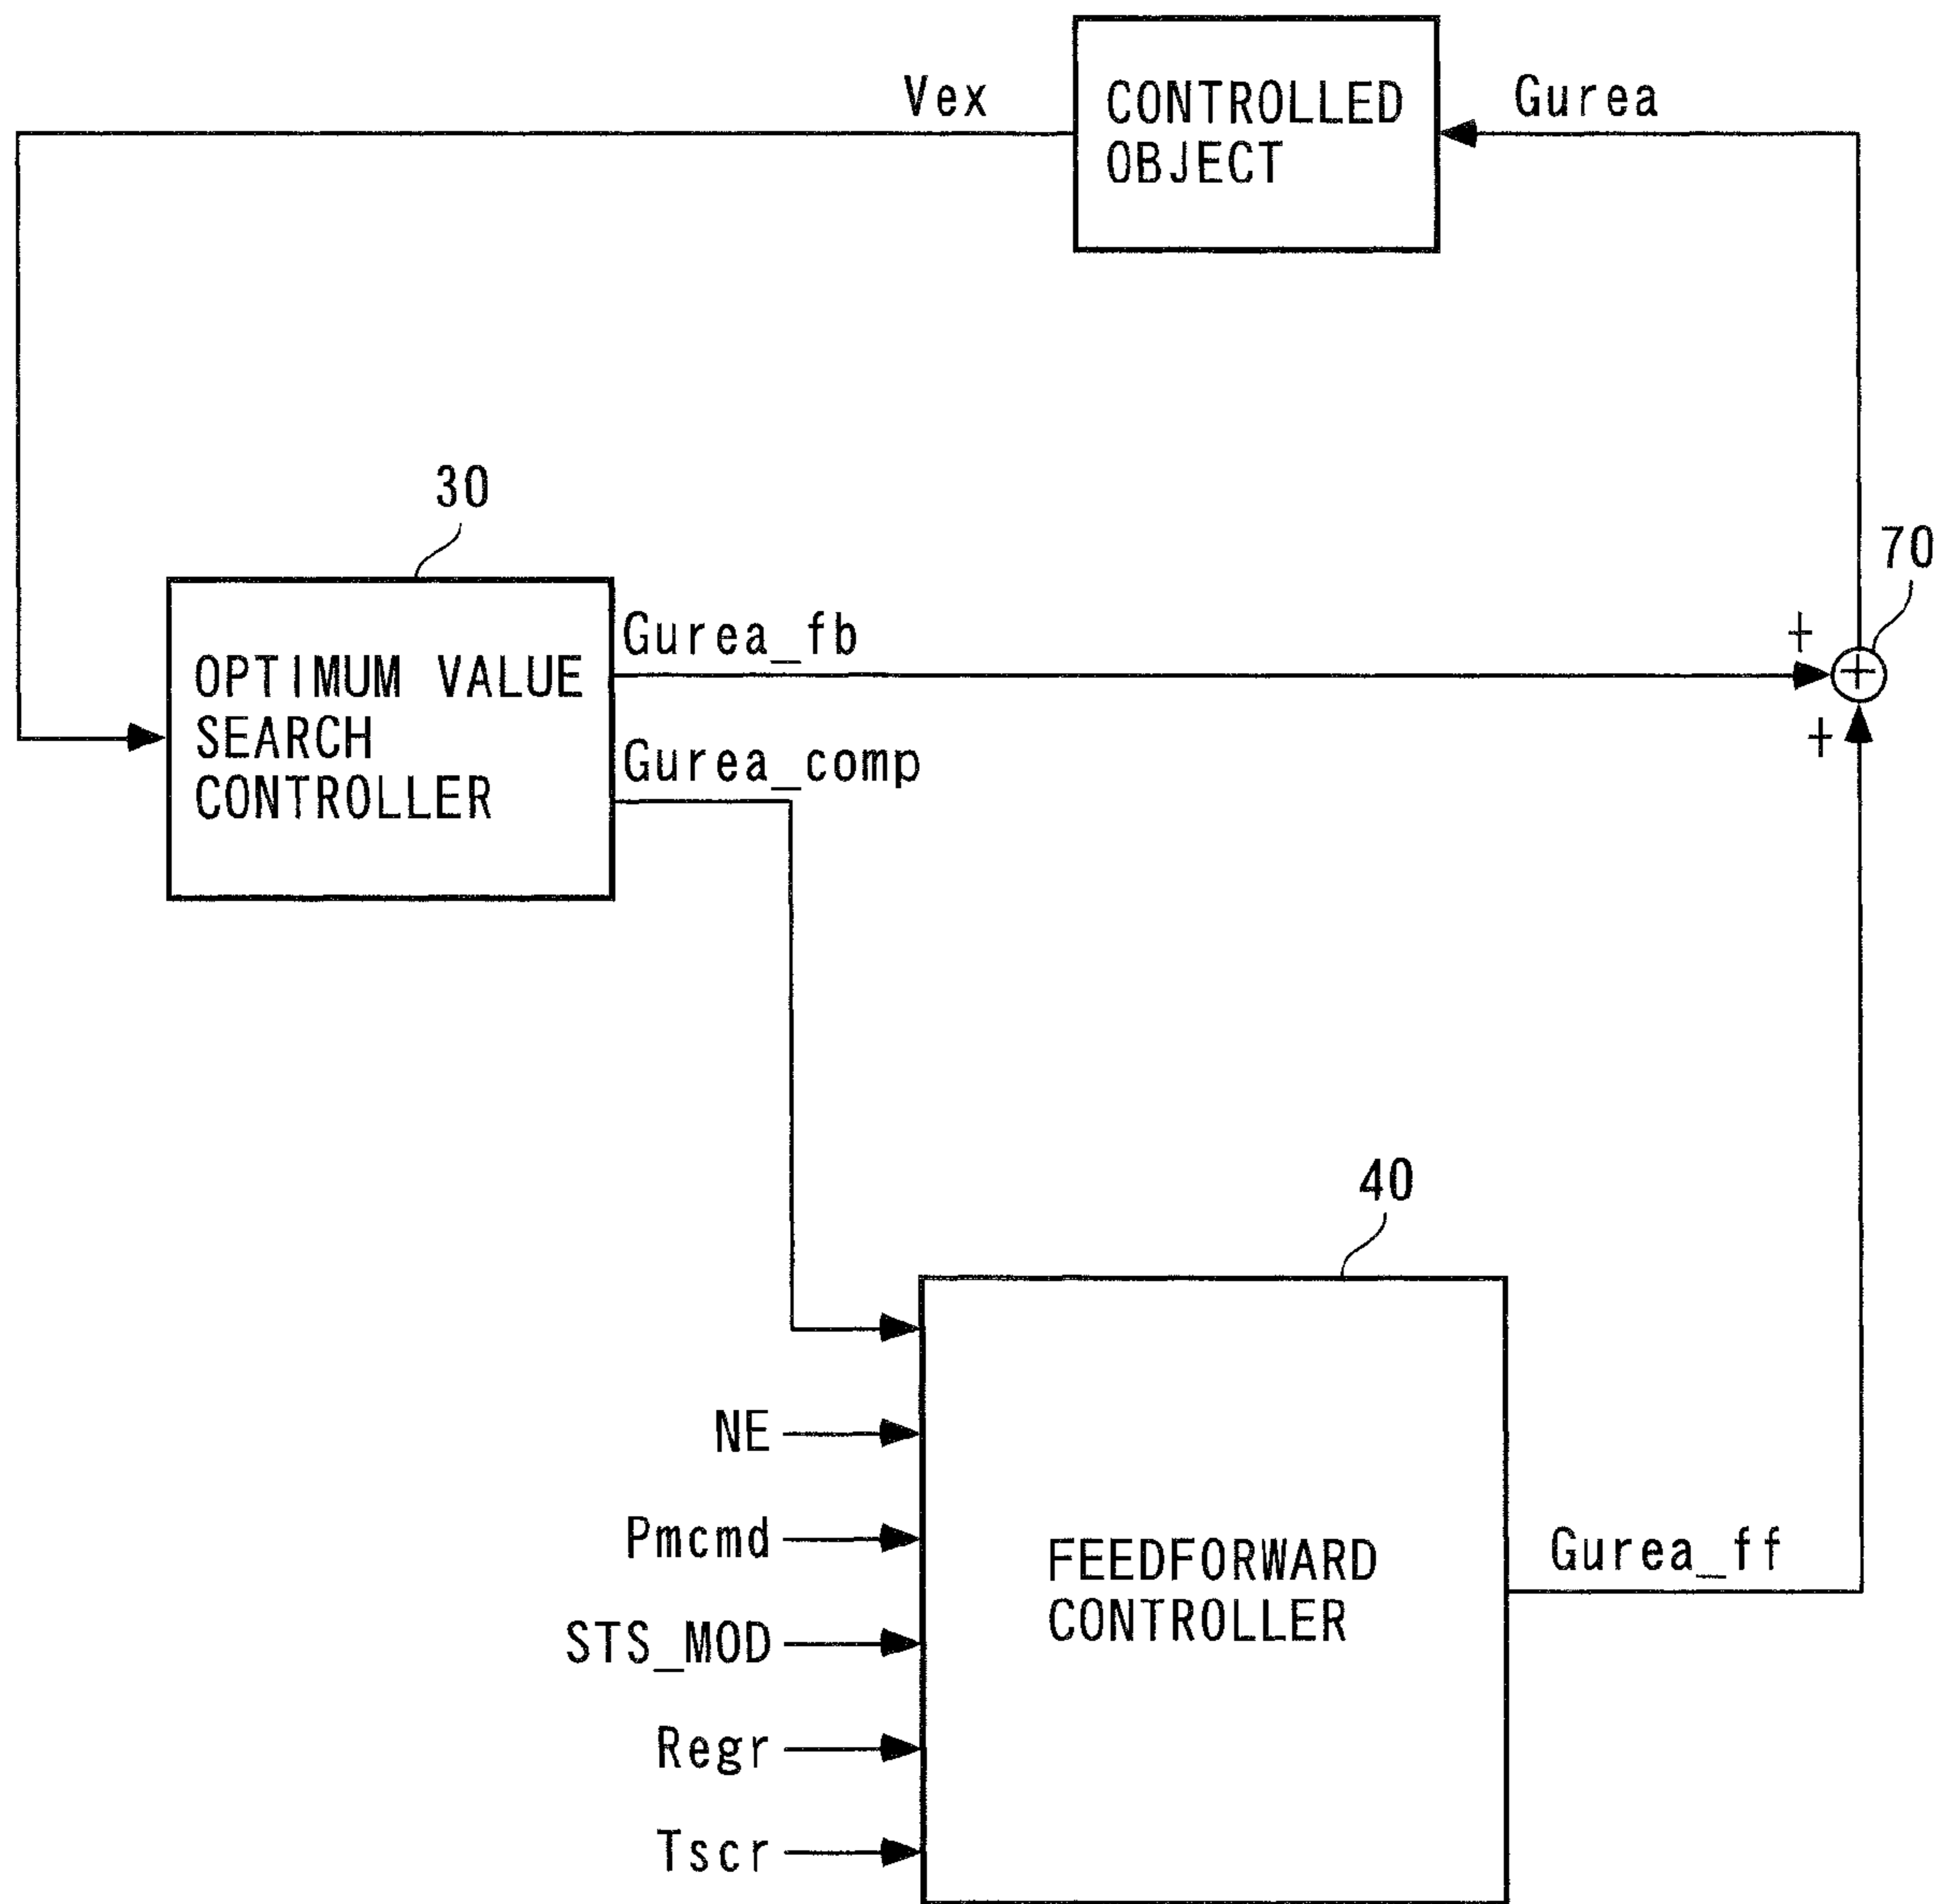 Vex
CONTROLLED
OBJECT
Gurea
30
70
OPTIMUM VALUE
SEARCH
CONTROLLER
Gurea_fb
+
+
+
Gurea_comp
40
NE
Pmcmd
STS_MOD
Regr
Tscr
FEEDFORWARD
CONTROLLER
Gurea_ff